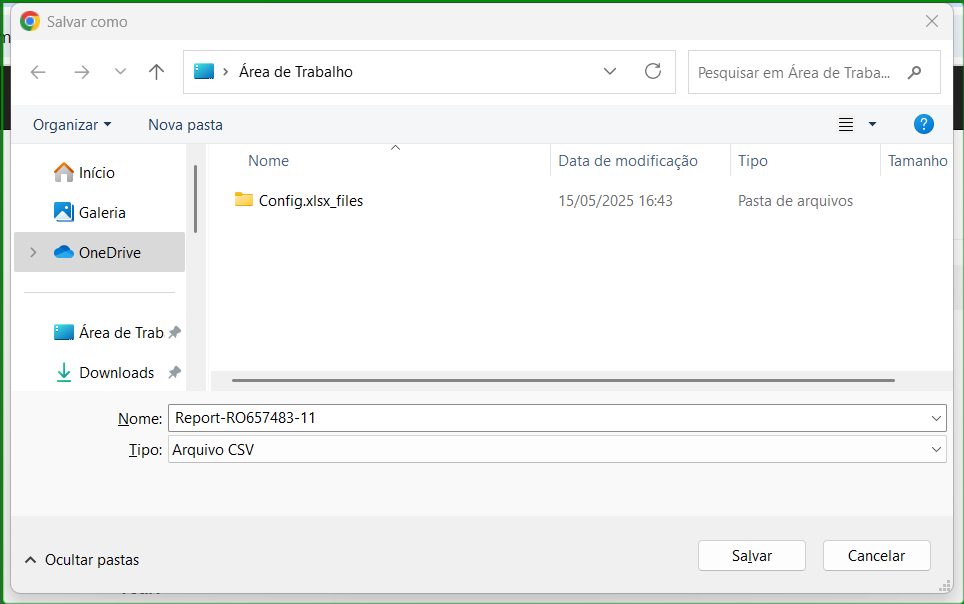 Salvar como
Área de Trabalho
Pesquisar em Área de Traba...
Organizar
Nova pasta
?
Nome
Data de modificação
Tipo
Tamanho
Início
Galeria
OneDrive
Área de Trab
Downloads
Config.xlsx_files
15/05/2025 16:43
Pasta de arquivos
Nome: Report-RO657483-11
Tipo: Arquivo CSV
Ocultar pastas
Salvar
Cancelar